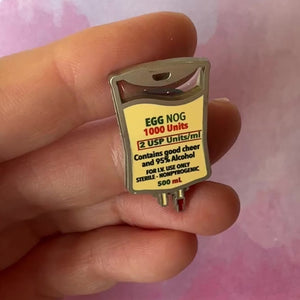 EGG NOG
1000 Units
2 USP Units/ml
Contains good cheer
and 95% Alcohol
FOR I.V. USE ONLY
STERILE - NONPYROGENIC
500 mL